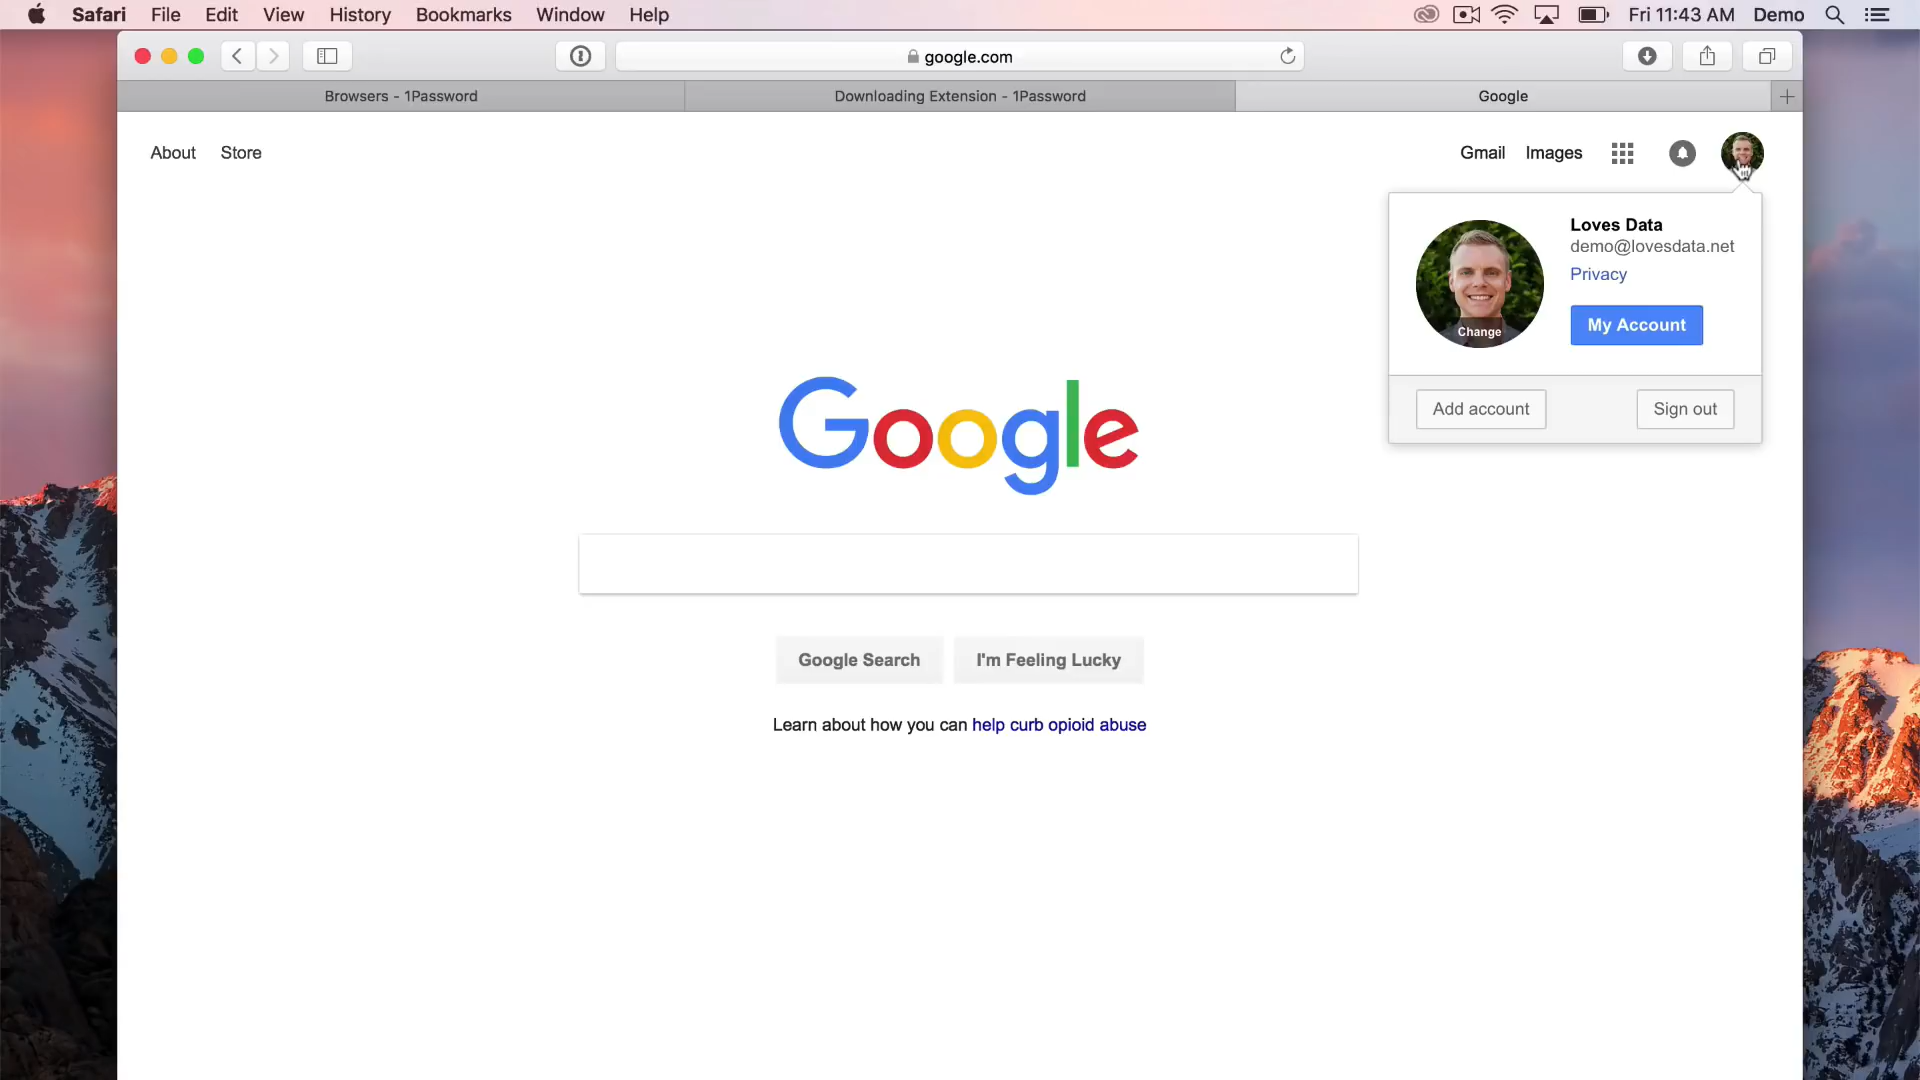 Safari File Edit View History Bookmarks Window Help Fri 11:43 AM Demo
google.com
Browsers - 1Password Downloading Extension - 1Password Google
About Store Gmail Images
Loves Data
demo@lovesdata.net
Privacy
Change My Account
Add account Sign out
Google
Google Search I'm Feeling Lucky
Learn about how you can help curb opioid abuse